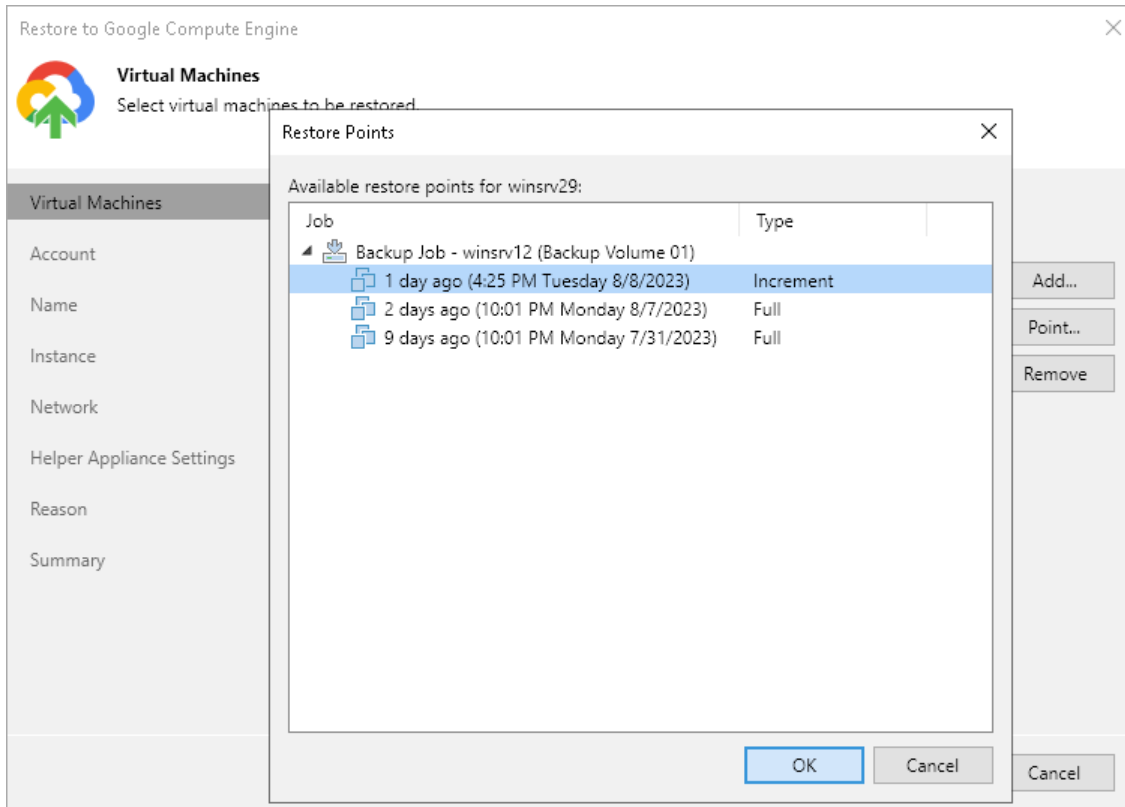 Restore to Google Compute Engine
Virtual Machines
Select virtual machines to be restored.
Virtual Machines
Account
Name
Instance
Network
Helper Appliance Settings
Reason
Summary
Restore Points
Available restore points for winsrv29:
Job Type
Backup Job - winsrv12 (Backup Volume 01)
1 day ago (4:25 PM Tuesday 8/8/2023) Increment
2 days ago (10:01 PM Monday 8/7/2023) Full
9 days ago (10:01 PM Monday 7/31/2023) Full
OK Cancel
Add...
Point...
Remove
Cancel